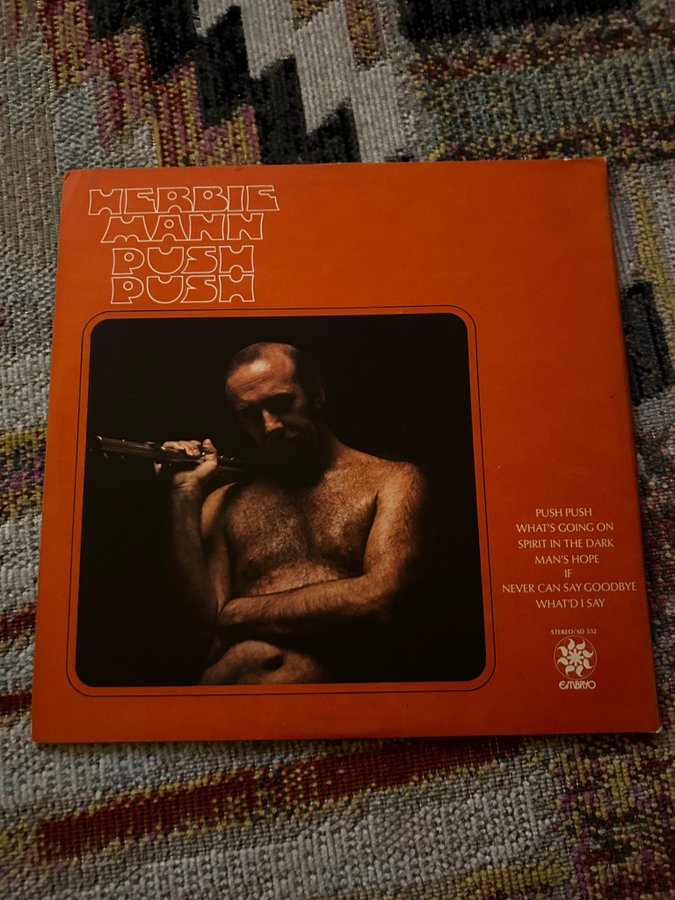 HERBIE
MANN
PUSH
PUSH
PUSH PUSH
WHAT'S GOING ON
SPIRIT IN THE DARK
MAN'S HOPE
IF
NEVER CAN SAY GOODBYE
WHAT'D I SAY
STEREO/SD 532
EMBRYO